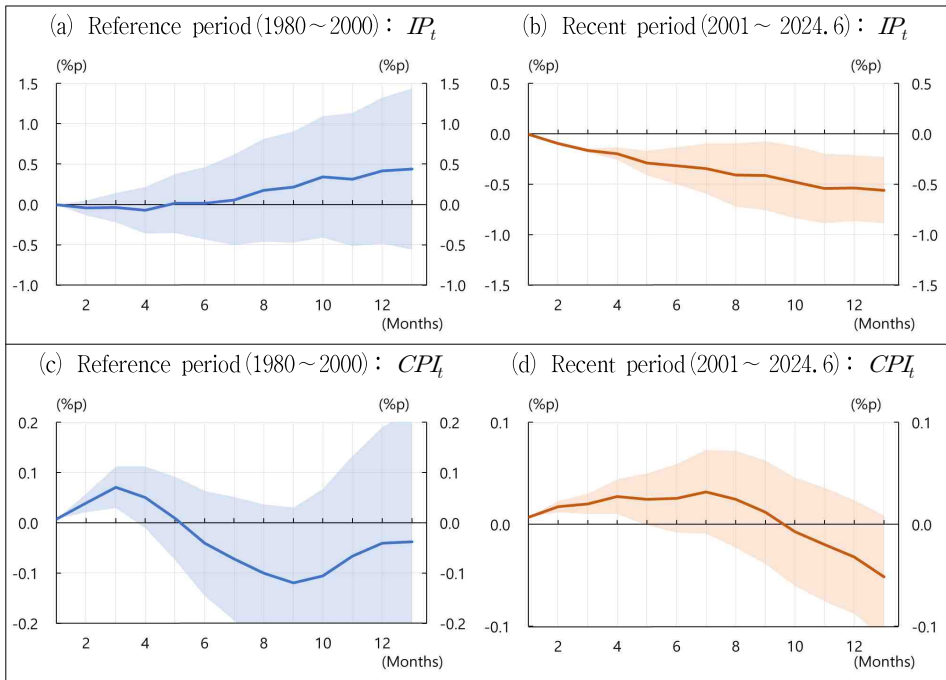 (a) Reference period(1980～2000): IP_t
(%p) (%p)
1.5 1.5
1.0 1.0
0.5 0.5
0.0 0.0
-0.5 -0.5
-1.0 -1.0
2 4 6 8 10 12
(Months)
(b) Recent period(2001～2024.6): IP_t
(%p) (%p)
0.5 0.5
0.0 0.0
-0.5 -0.5
-1.0 -1.0
-1.5 -1.5
2 4 6 8 10 12
(Months)
(c) Reference period(1980～2000): CPI_t
(%p) (%p)
0.2 0.2
0.1 0.1
0.0 0.0
-0.1 -0.1
-0.2 -0.2
2 4 6 8 10 12
(Months)
(d) Recent period(2001～2024.6): CPI_t
(%p) (%p)
0.1 0.1
0.0 0.0
-0.1 -0.1
2 4 6 8 10 12
(Months)